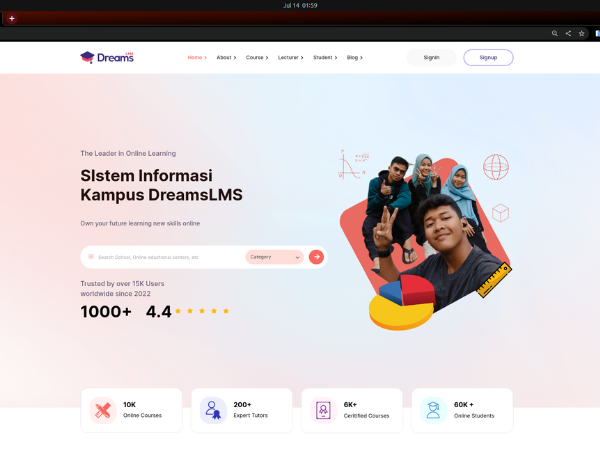 Jul 14 01:59
Dreams LMS
Home
About
Course
Lecturer
Student
Blog
SignIn
Signup
The Leader in Online Learning
SIstem Informasi
Kampus DreamsLMS
Own your future learning new skills online
Search School, Online eductional centers, etc
Category
Trusted by over 15K Users
worldwide since 2022
1000+ 4.4
10K
Online Courses
200+
Expert Tutors
6K+
Ceritified Courses
60K +
Online Students